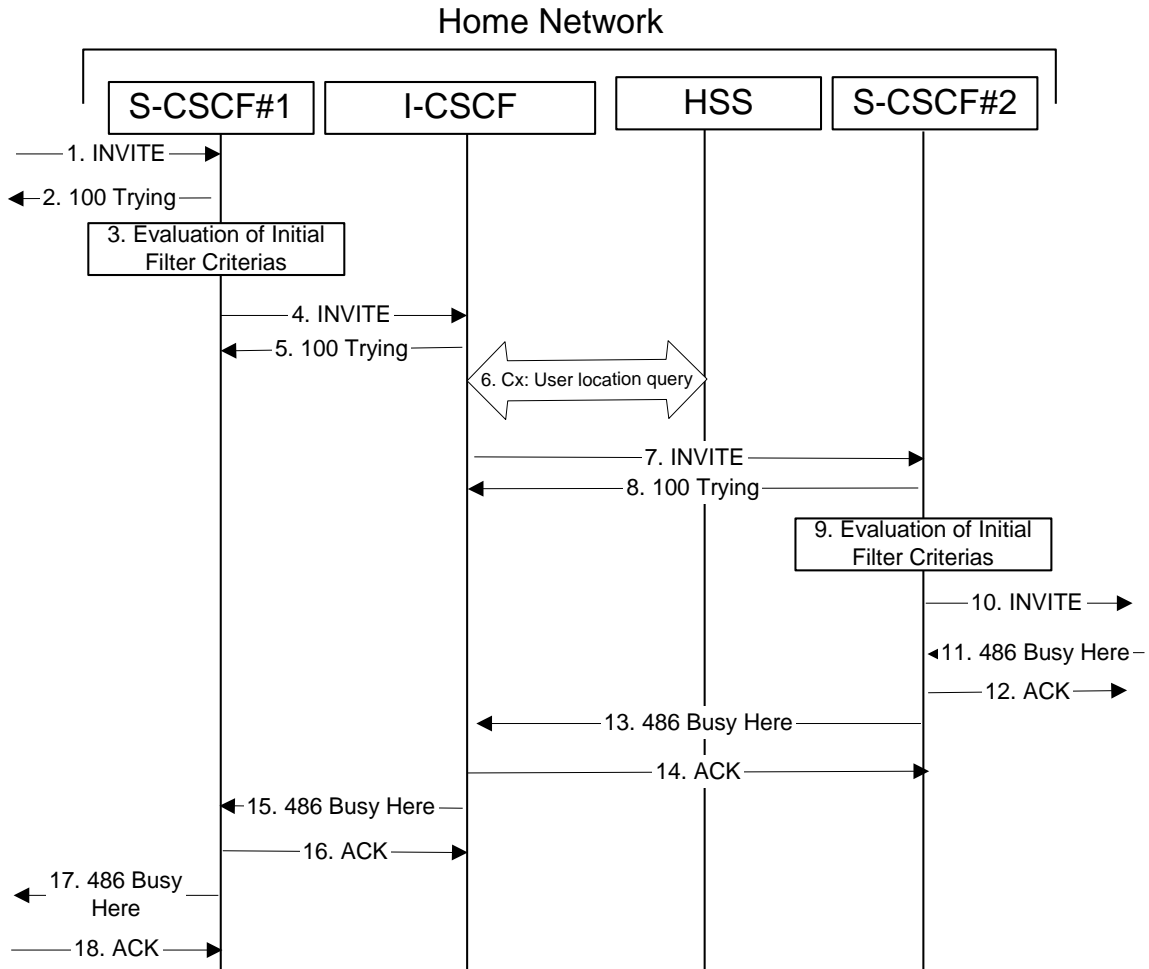 Home Network
S-CSCF#1
I-CSCF
HSS
S-CSCF#2
1. INVITE
2. 100 Trying
3. Evaluation of Initial
Filter Criterias
4. INVITE
5. 100 Trying
6. Cx: User location query
7. INVITE
8. 100 Trying
9. Evaluation of Initial
Filter Criterias
10. INVITE
11. 486 Busy Here
12. ACK
13. 486 Busy Here
14. ACK
15. 486 Busy Here
16. ACK
17. 486 Busy
Here
18. ACK